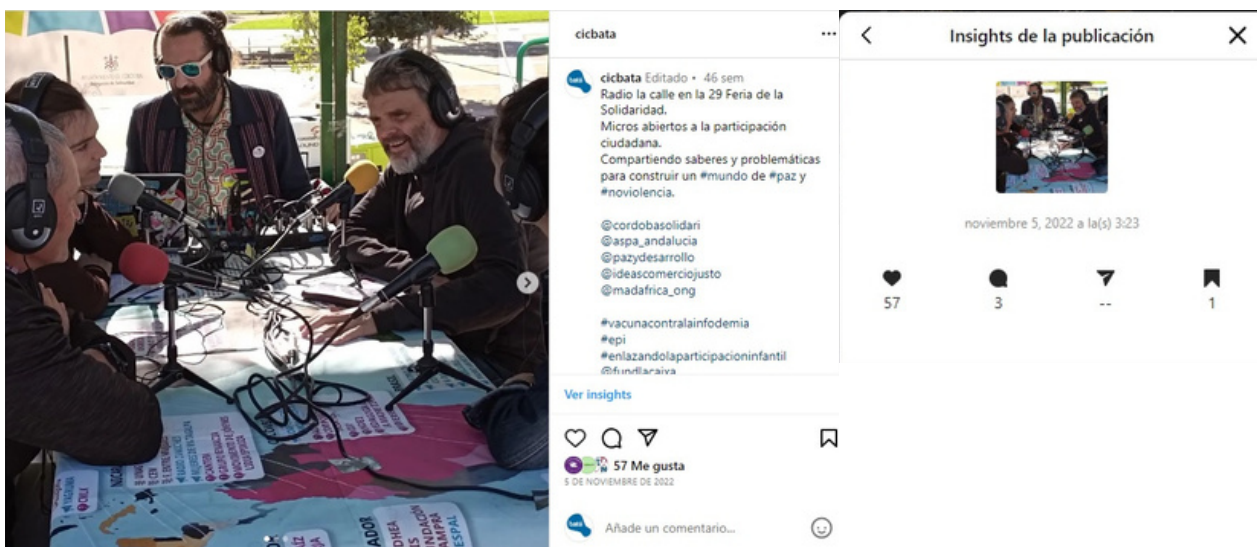 cicbata
cicbata Editado • 46 sem
Radio la calle en la 29 Feria de la
Solidaridad.
Micros abiertos a la participación
ciudadana.
Compartiendo saberes y problemáticas
para construir un #mundo de #paz y
#noviolencia.
@cordobasolidari
@aspa_andalucia
@pazydesarrollo
@ideascomerciojusto
@madafrica_ong
#vacunacontralainfodemia
#epi
#enlazandolaparticipacioninfantil
@fundlacaixa
Ver insights
57 Me gusta
5 DE NOVIEMBRE DE 2022
Añade un comentario...
Insights de la publicación
noviembre 5, 2022 a la(s) 3:23
57
3
--
1